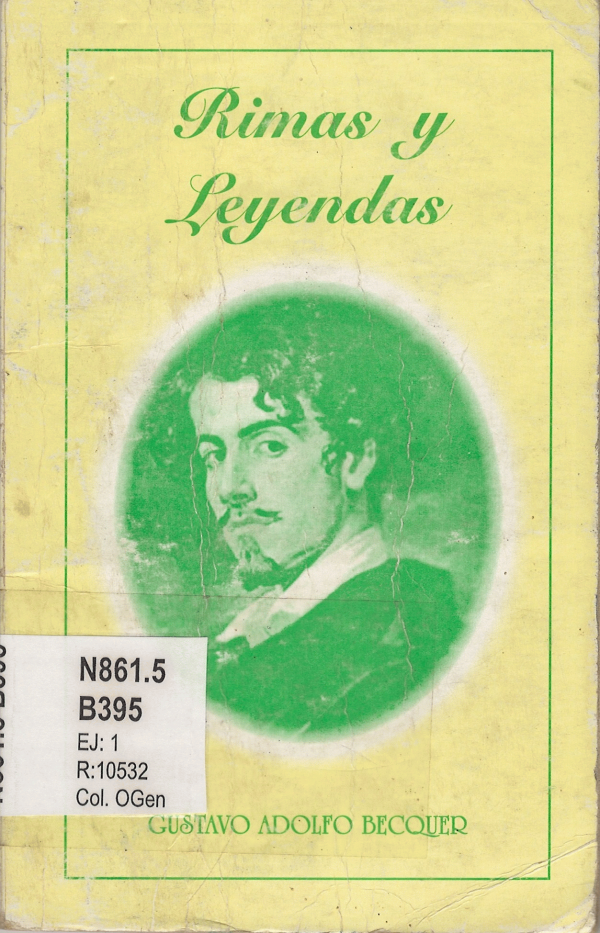 Rimas y
Leyendas
N861.5
B395
EJ: 1
R:10532
Col. OGen
GUSTAVO ADOLFO BECQUER